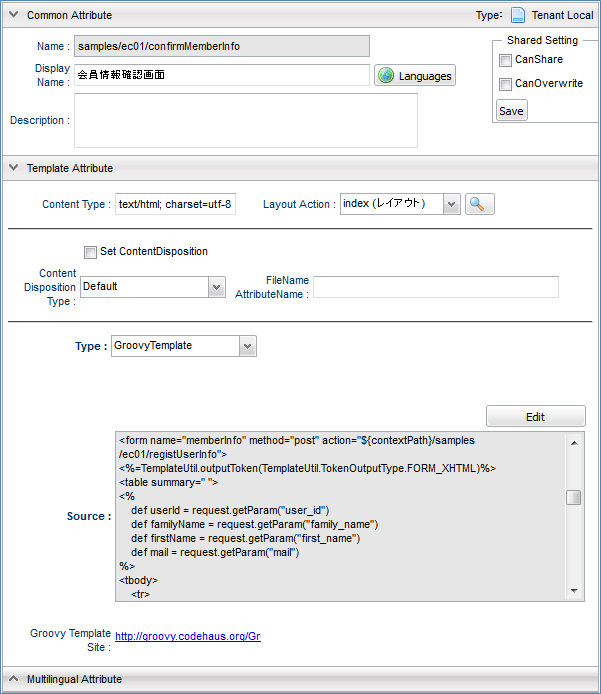 Common Attribute
Type: Tenant Local
Name : samples/ec01/confirmMemberInfo
Shared Setting
CanShare
CanOverwrite
Save
Display
Name : 会員情報確認画面 Languages
Description :
Template Attribute
Content Type : text/html; charset=utf-8 Layout Action : index (レイアウト)
Set ContentDisposition
Content
Disposition
Type : Default
FileName
AttributeName :
Type : GroovyTemplate
Edit
Source :
<form name="memberInfo" method="post" action="${contextPath}/samples
/ec01/registUserInfo">
<%=TemplateUtil.outputToken(TemplateUtil.TokenOutputType.FORM_XHTML)%>
<table summary=" ">
<%
def userId = request.getParam("user_id")
def familyName = request.getParam("family_name")
def firstName = request.getParam("first_name")
def mail = request.getParam("mail")
%>
<tbody>
<tr>
Groovy Template
Site : http://groovy.codehaus.org/Gr
Multilingual Attribute